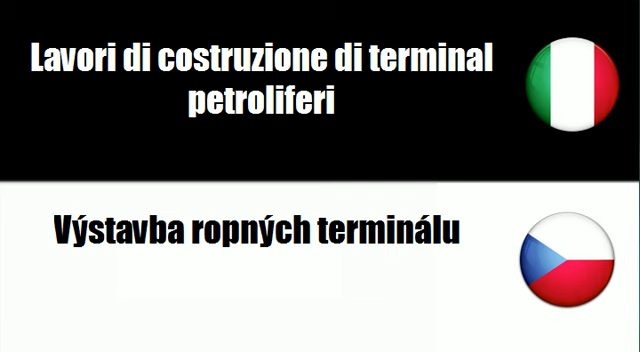 Lavori di costruzione di terminal
petroliferi
Výstavba ropných terminálu